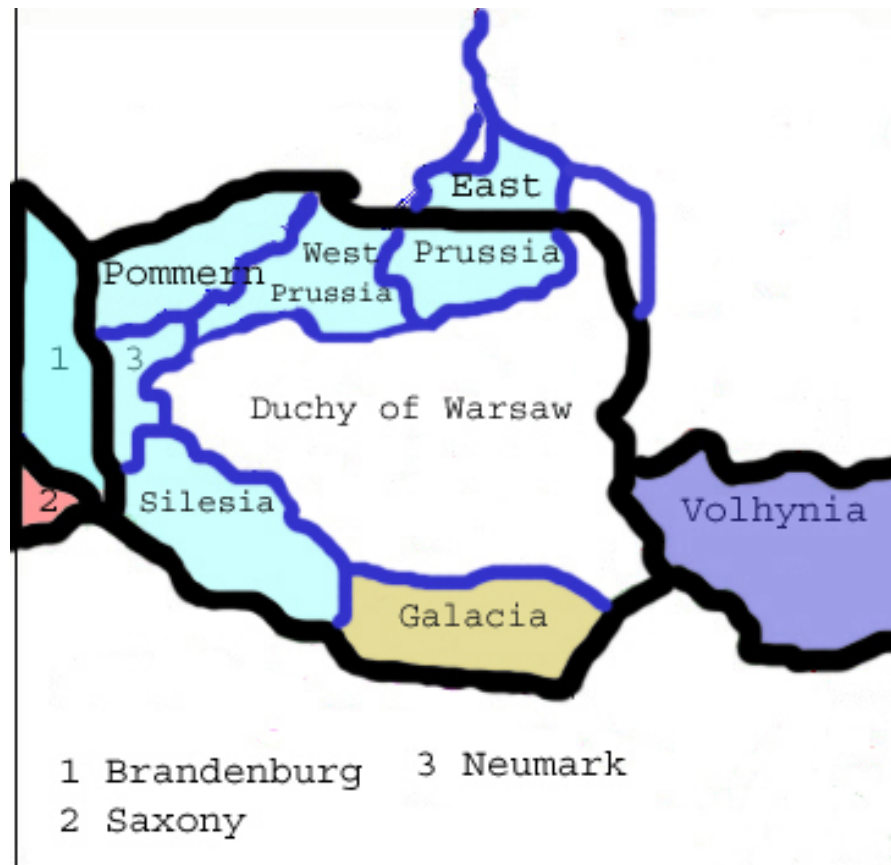 East
West
Prussia
Pommern
Prussia
1
3
Duchy of Warsaw
2
Silesia
Volhynia
Galacia
1 Brandenburg
3 Neumark
2 Saxony